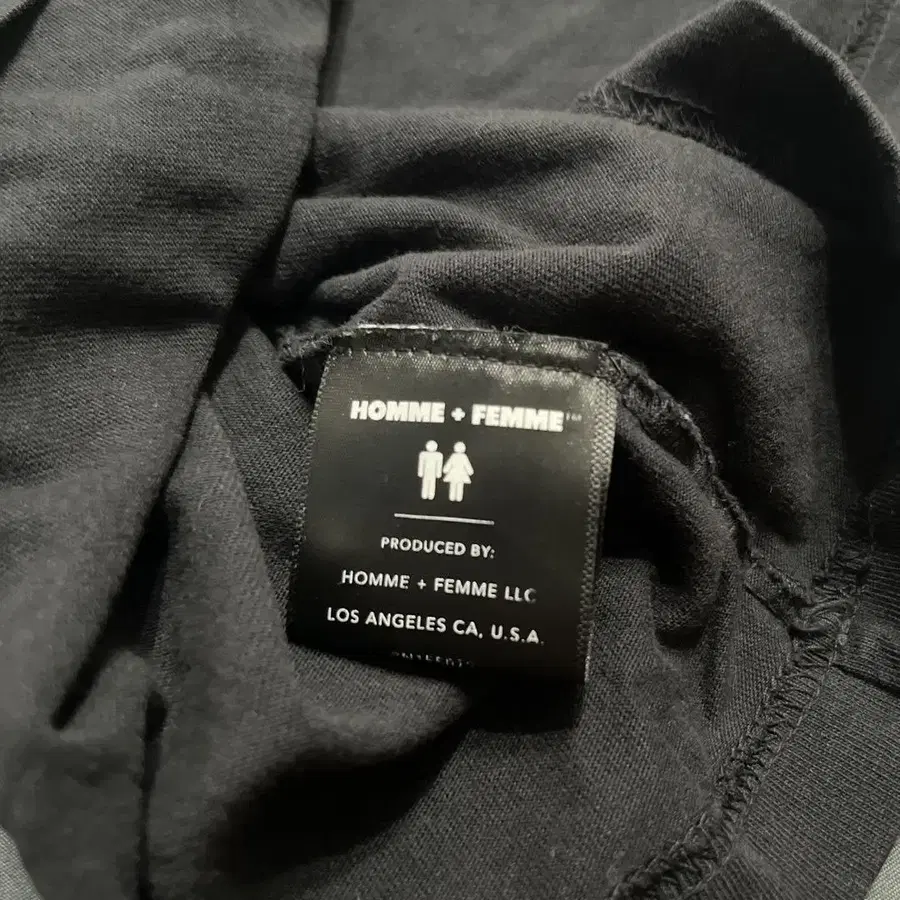 HOMME + FEMME™
PRODUCED BY:
HOMME + FEMME LLC
LOS ANGELES CA, U.S.A.